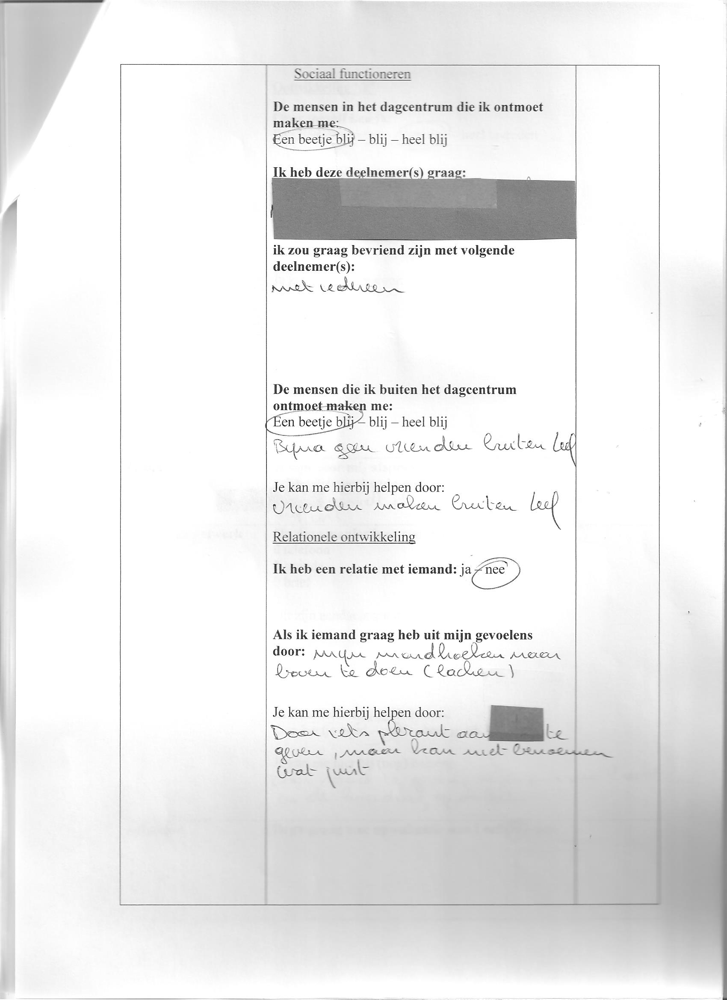 Sociaal functioneren
De mensen in het dagcentrum die ik ontmoet
maken me:
Een beetje blij – blij – heel blij
Ik heb deze deelnemer(s) graag:
ik zou graag bevriend zijn met volgende
deelnemer(s):
met iedereen
De mensen die ik buiten het dagcentrum
ontmoet maken me:
Een beetje blij – blij – heel blij
Bijna geen vrienden buiten Leef
Je kan me hierbij helpen door:
vrienden maken buiten Leef
Relationele ontwikkeling
Ik heb een relatie met iemand: ja – nee
Als ik iemand graag heb uit mijn gevoelens
door: mijn mondhoeken naar
boven te doen (lachen)
Je kan me hierbij helpen door:
Door iets plezant aan te
geven, maar kan niet benoemen
wat juist